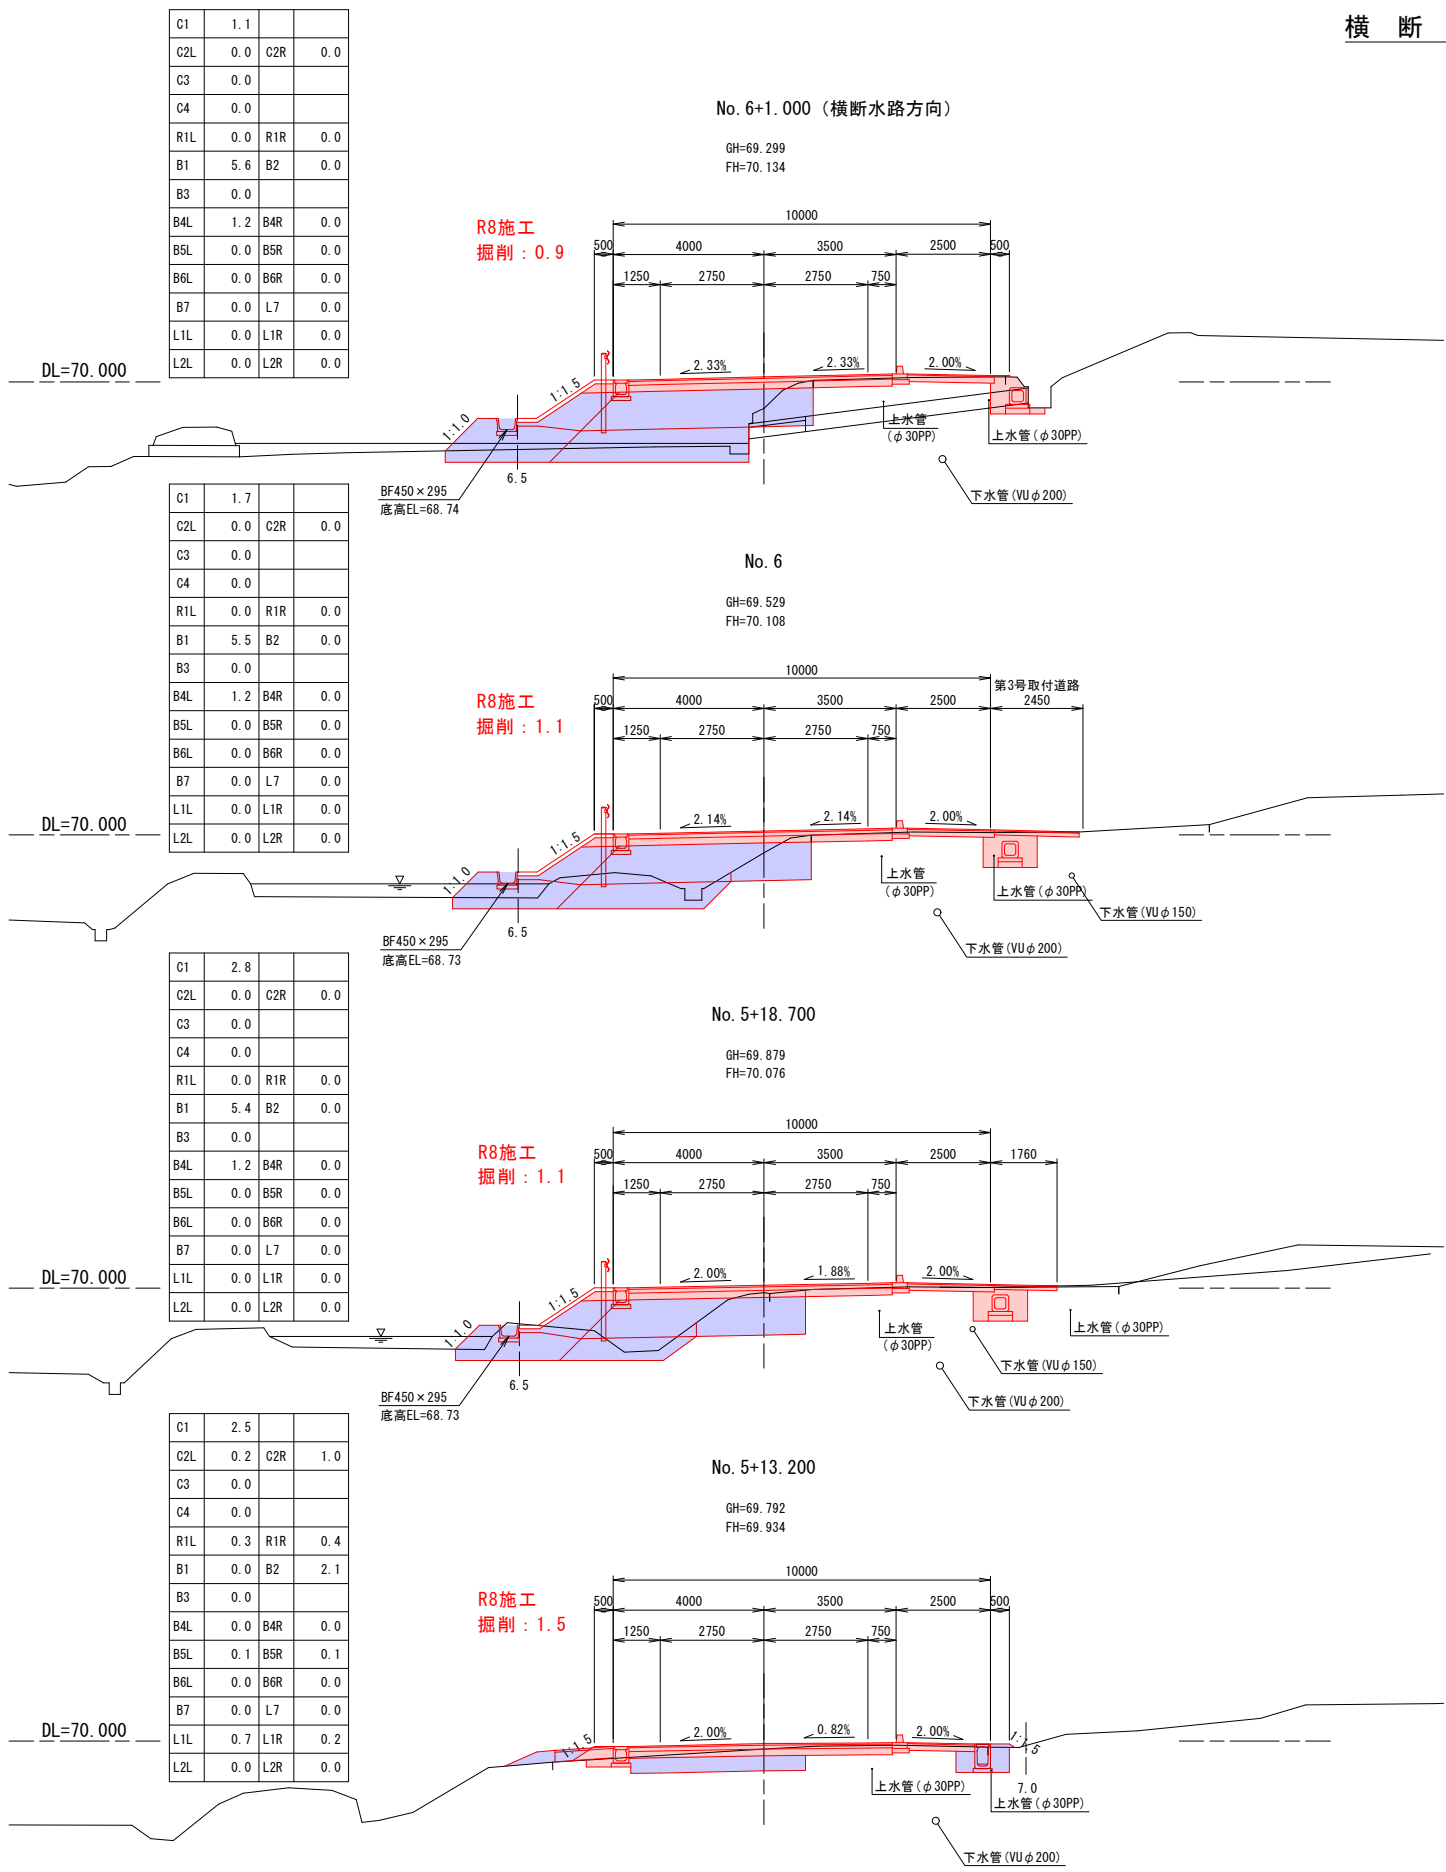 横 断
C1 1.1
C2L 0.0 C2R 0.0
C3 0.0
C4 0.0
R1L 0.0 R1R 0.0
B1 5.6 B2 0.0
B3 0.0
B4L 1.2 B4R 0.0
B5L 0.0 B5R 0.0
B6L 0.0 B6R 0.0
B7 0.0 L7 0.0
L1L 0.0 L1R 0.0
L2L 0.0 L2R 0.0
No.6+1.000（横断水路方向）
GH=69.299
FH=70.134
R8施工
掘削：0.9
10000
500 4000 3500 2500 500
1250 2750 2750 750
DL=70.000
2.33% 2.33% 2.00%
1:1.5
1:1.0
6.5
BF450×295
底高EL=68.74
上水管
(φ30PP)
上水管(φ30PP)
下水管(VUφ200)
C1 1.7
C2L 0.0 C2R 0.0
C3 0.0
C4 0.0
R1L 0.0 R1R 0.0
B1 5.5 B2 0.0
B3 0.0
B4L 1.2 B4R 0.0
B5L 0.0 B5R 0.0
B6L 0.0 B6R 0.0
B7 0.0 L7 0.0
L1L 0.0 L1R 0.0
L2L 0.0 L2R 0.0
No.6
GH=69.529
FH=70.108
R8施工
掘削：1.1
10000
第3号取付道路
500 4000 3500 2500 2450
1250 2750 2750 750
DL=70.000
2.14% 2.14% 2.00%
1:1.5
1:1.0
6.5
BF450×295
底高EL=68.73
上水管
(φ30PP)
上水管(φ30PP)
下水管(VUφ150)
下水管(VUφ200)
C1 2.8
C2L 0.0 C2R 0.0
C3 0.0
C4 0.0
R1L 0.0 R1R 0.0
B1 5.4 B2 0.0
B3 0.0
B4L 1.2 B4R 0.0
B5L 0.0 B5R 0.0
B6L 0.0 B6R 0.0
B7 0.0 L7 0.0
L1L 0.0 L1R 0.0
L2L 0.0 L2R 0.0
No.5+18.700
GH=69.879
FH=70.076
R8施工
掘削：1.1
10000
500 4000 3500 2500 1760
1250 2750 2750 750
DL=70.000
2.00% 1.88% 2.00%
1:1.5
1:1.0
6.5
BF450×295
底高EL=68.73
上水管
(φ30PP)
上水管(φ30PP)
下水管(VUφ150)
下水管(VUφ200)
C1 2.5
C2L 0.2 C2R 1.0
C3 0.0
C4 0.0
R1L 0.3 R1R 0.4
B1 0.0 B2 2.1
B3 0.0
B4L 0.0 B4R 0.0
B5L 0.1 B5R 0.1
B6L 0.0 B6R 0.0
B7 0.0 L7 0.0
L1L 0.7 L1R 0.2
L2L 0.0 L2R 0.0
No.5+13.200
GH=69.792
FH=69.934
R8施工
掘削：1.5
10000
500 4000 3500 2500 500
1250 2750 2750 750
DL=70.000
2.00% 0.82% 2.00%
1:1.5
1:1.5
7.0
上水管(φ30PP)
上水管(φ30PP)
下水管(VUφ200)